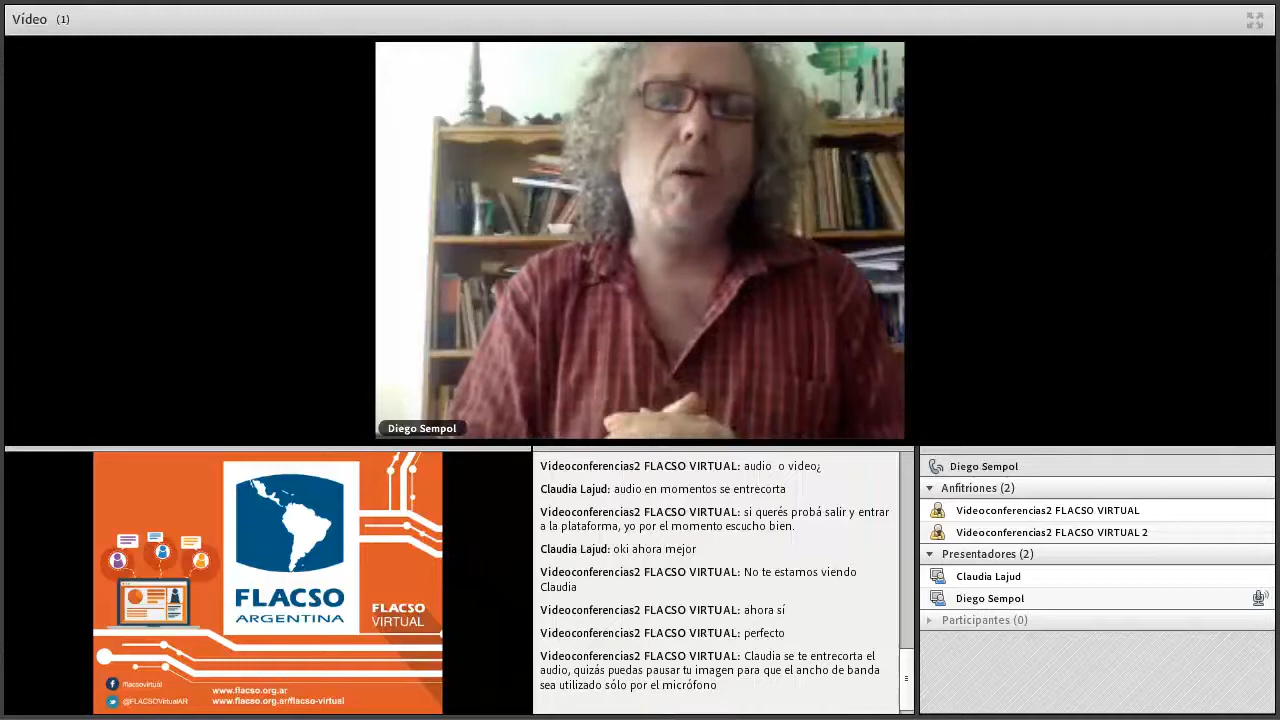 Vídeo (1)
Diego Sempol
FLACSO
ARGENTINA
FLACSO
VIRTUAL
/flacsovirtual
@FLACSOVirtualAR
www.flacso.org.ar
www.flacso.org.ar/flacso-virtual
Videoconferencias2 FLACSO VIRTUAL: audio o video¿
Claudia Lajud: audio en momentos se entrecorta
Videoconferencias2 FLACSO VIRTUAL: si querés probá salir y entrar
a la plataforma, yo por el momento escucho bien.
Claudia Lajud: oki ahora mejor
Videoconferencias2 FLACSO VIRTUAL: No te estamos viendo
Claudia
Videoconferencias2 FLACSO VIRTUAL: ahora sí
Videoconferencias2 FLACSO VIRTUAL: perfecto
Videoconferencias2 FLACSO VIRTUAL: Claudia se te entrecorta el
audio, quizás puedas pausar tu imagen para que el ancho de banda
sea utilizado sólo por el micrófono
Diego Sempol
Anfitriones (2)
Videoconferencias2 FLACSO VIRTUAL
Videoconferencias2 FLACSO VIRTUAL 2
Presentadores (2)
Claudia Lajud
Diego Sempol
Participantes (0)